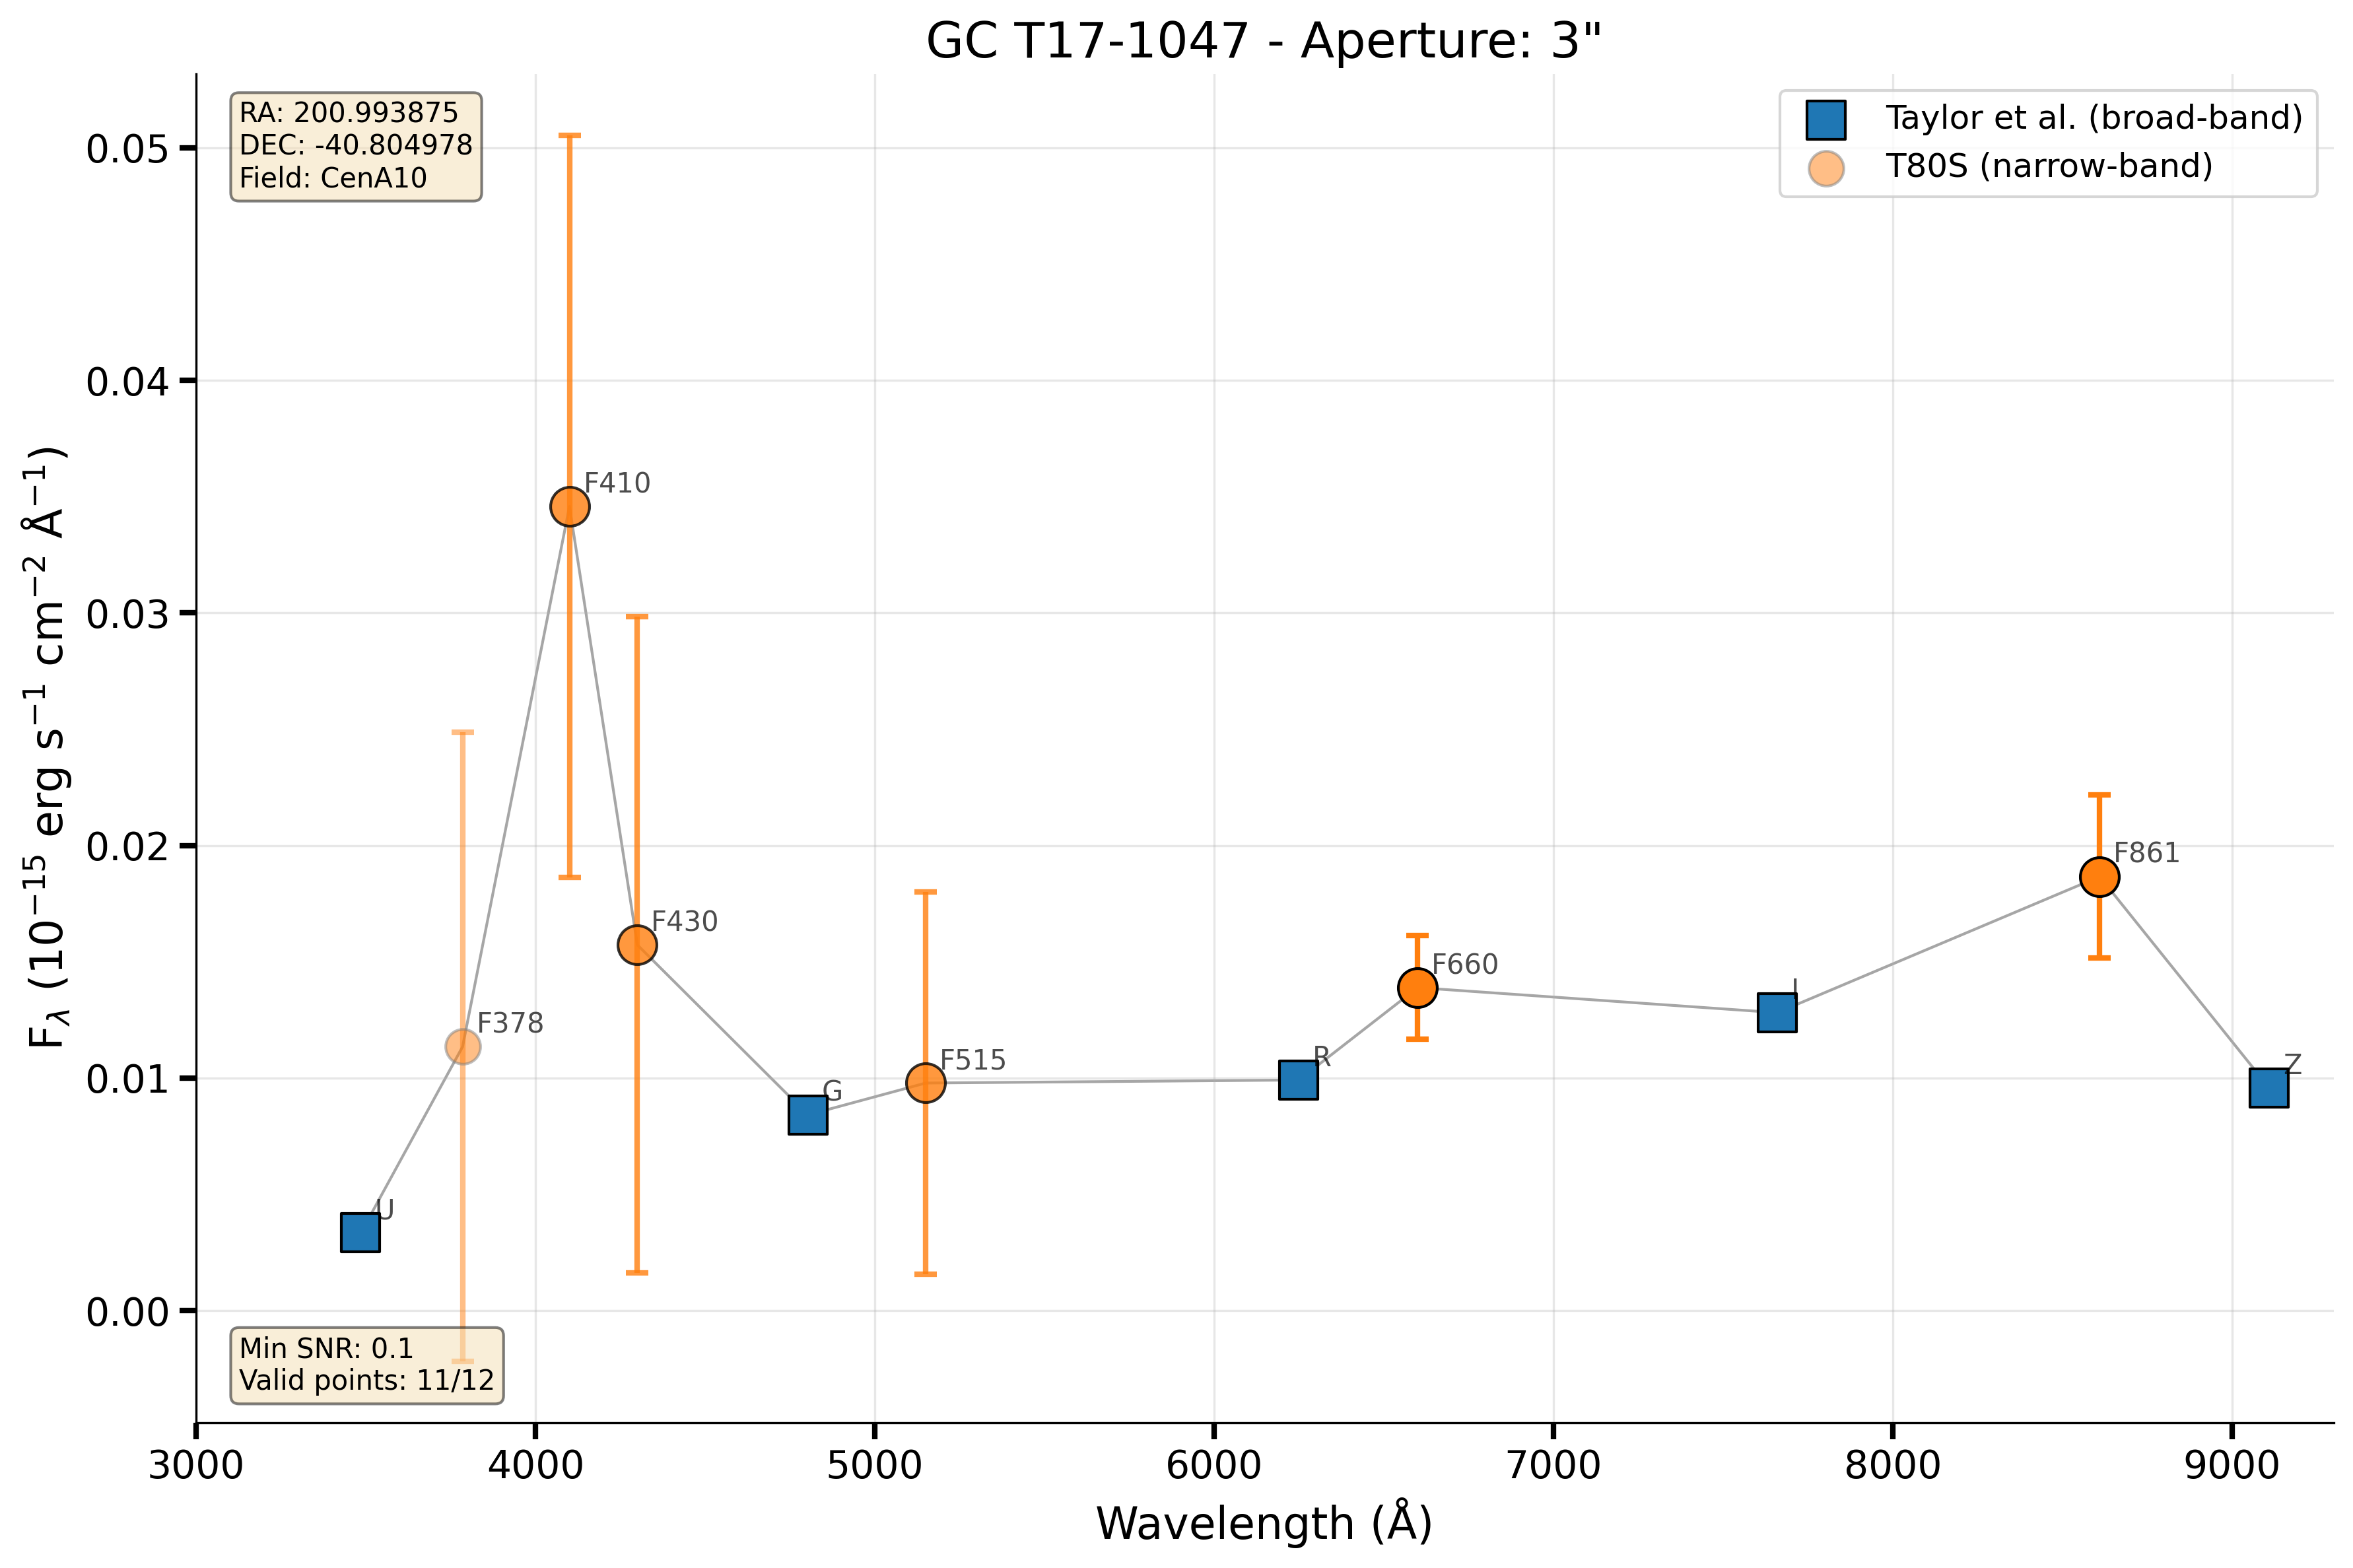 GC T17-1047 - Aperture: 3"
RA: 200.993875
DEC: -40.804978
Field: CenA10
Taylor et al. (broad-band)
T80S (narrow-band)
0.05
0.04
0.03
0.02
0.01
0.00
F_λ (10⁻¹⁵ erg s⁻¹ cm⁻² Å⁻¹)
U
F378
F410
F430
G
F515
R
F660
I
F861
Z
Min SNR: 0.1
Valid points: 11/12
3000 4000 5000 6000 7000 8000 9000
Wavelength (Å)